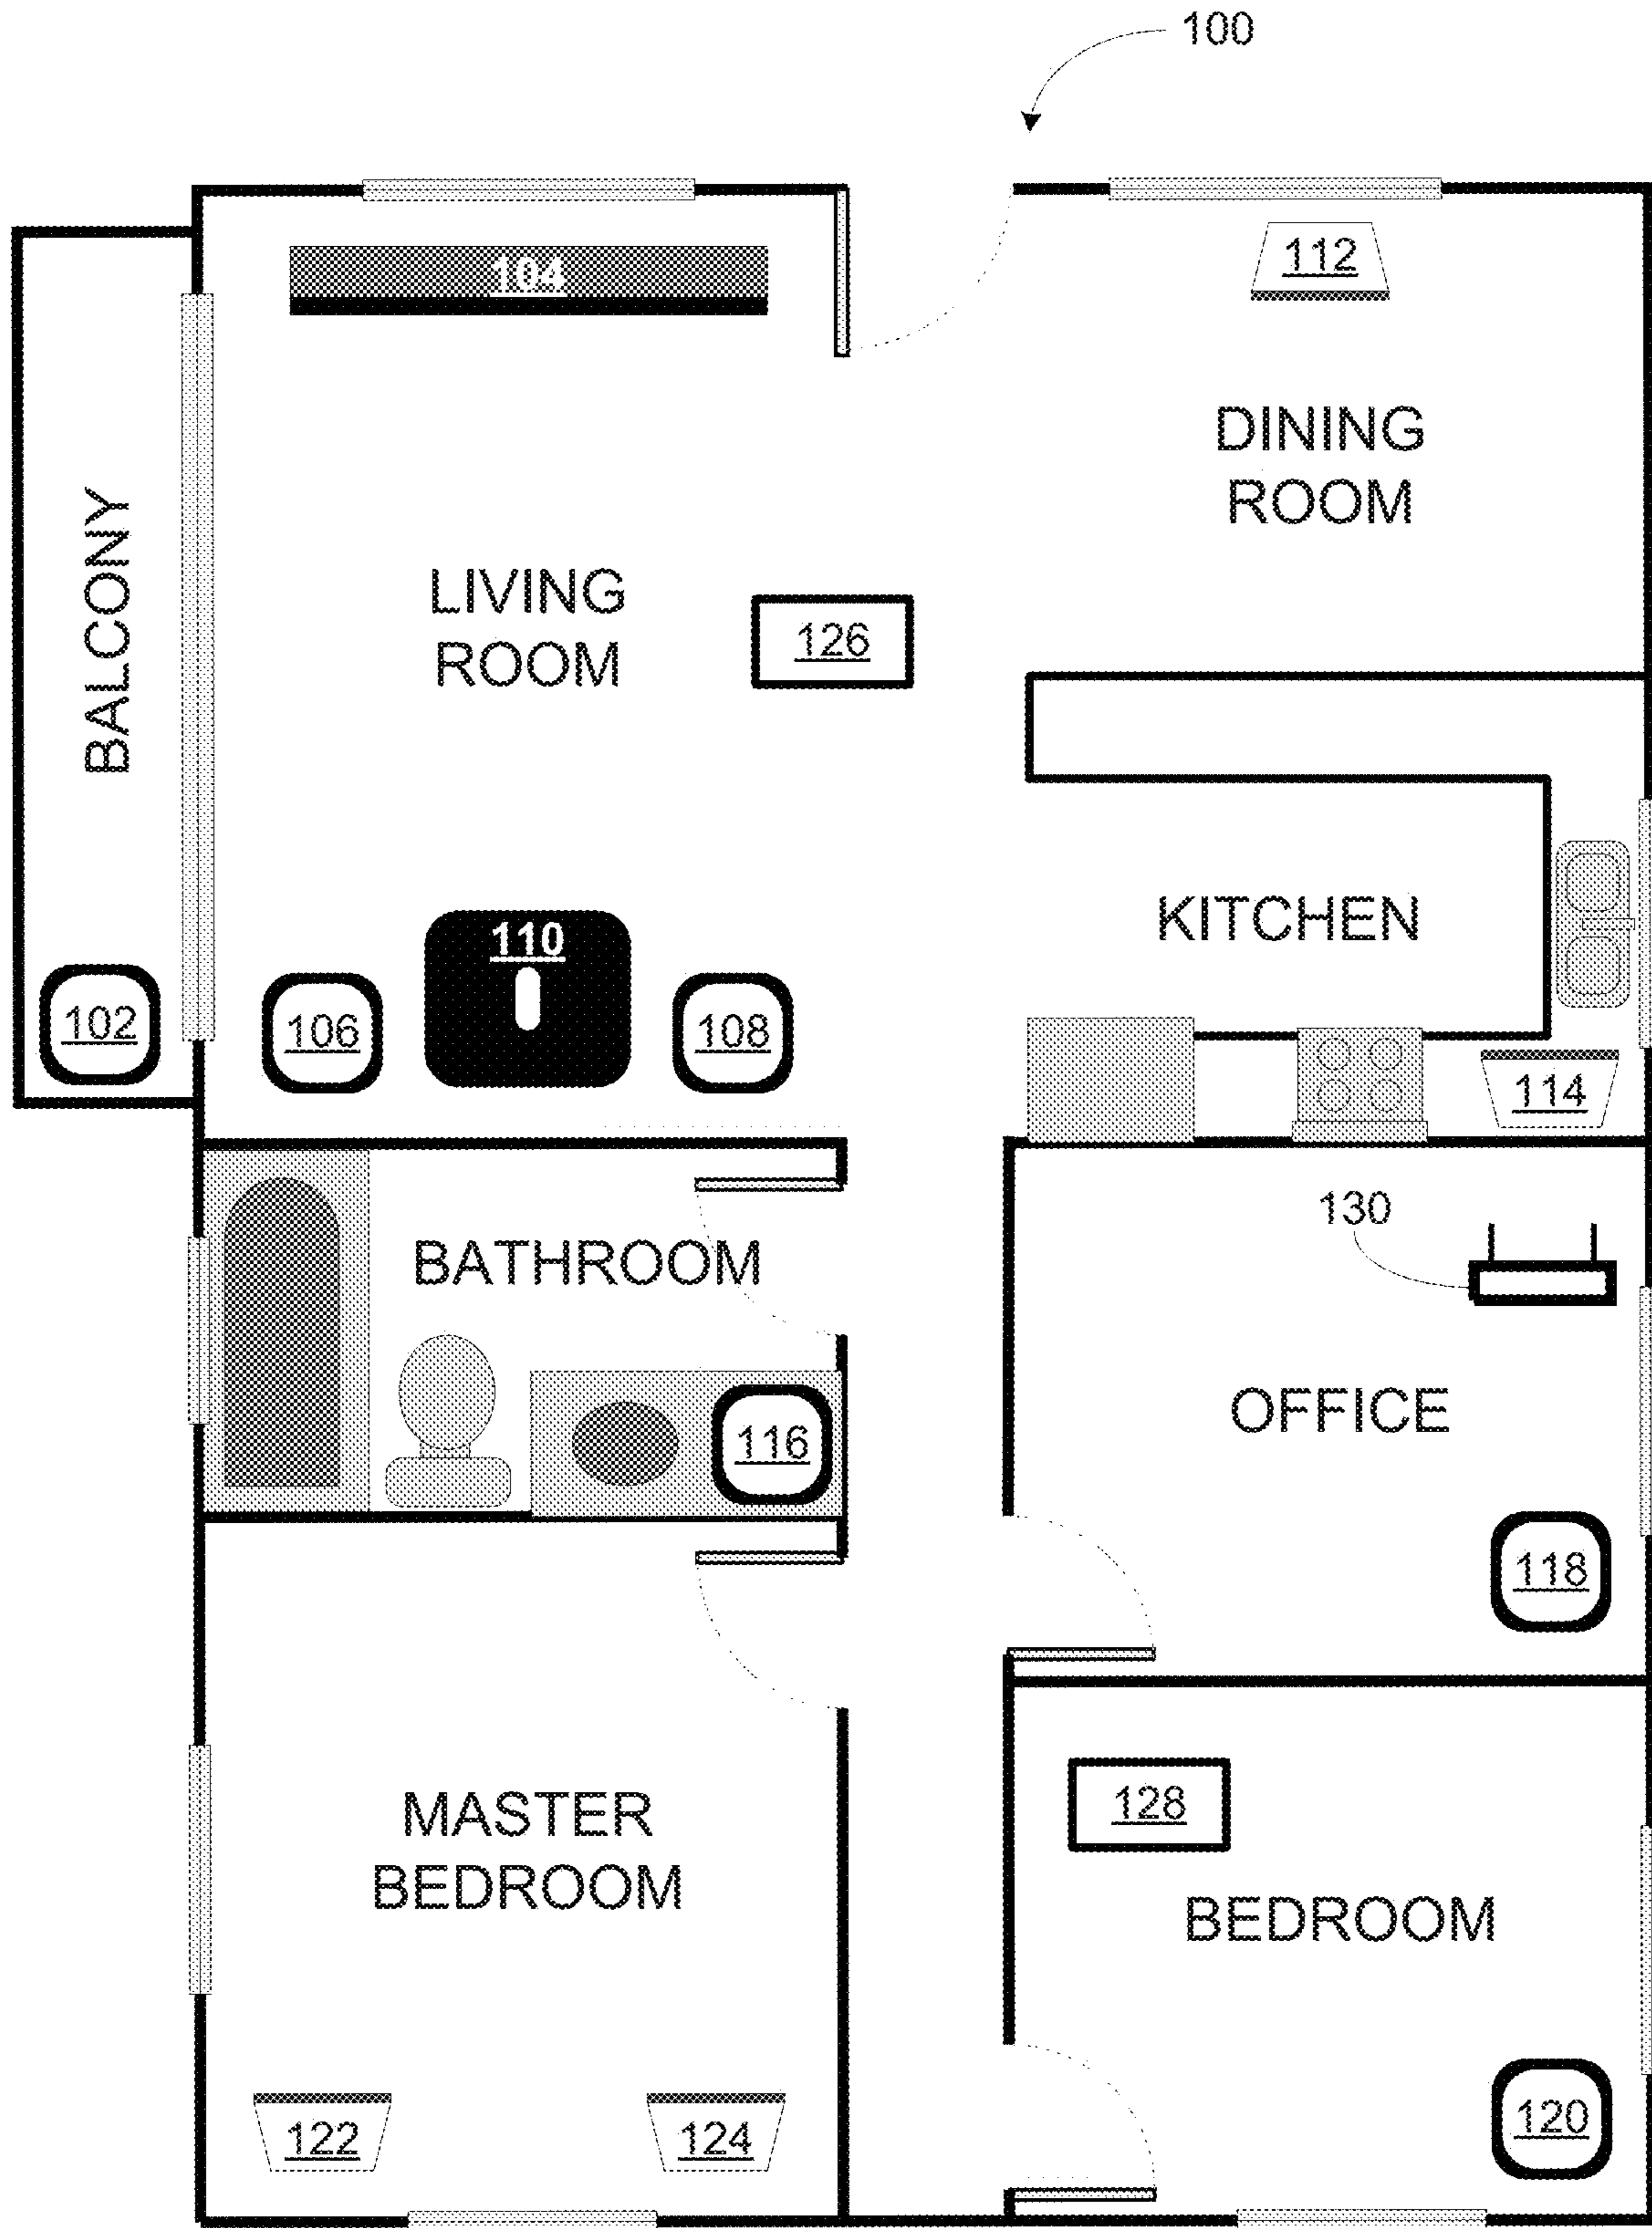 100
104
112
DINING
ROOM
BALCONY
LIVING
ROOM
126
KITCHEN
110
102
106
108
114
130
BATHROOM
OFFICE
116
118
128
MASTER
BEDROOM
BEDROOM
122
124
120